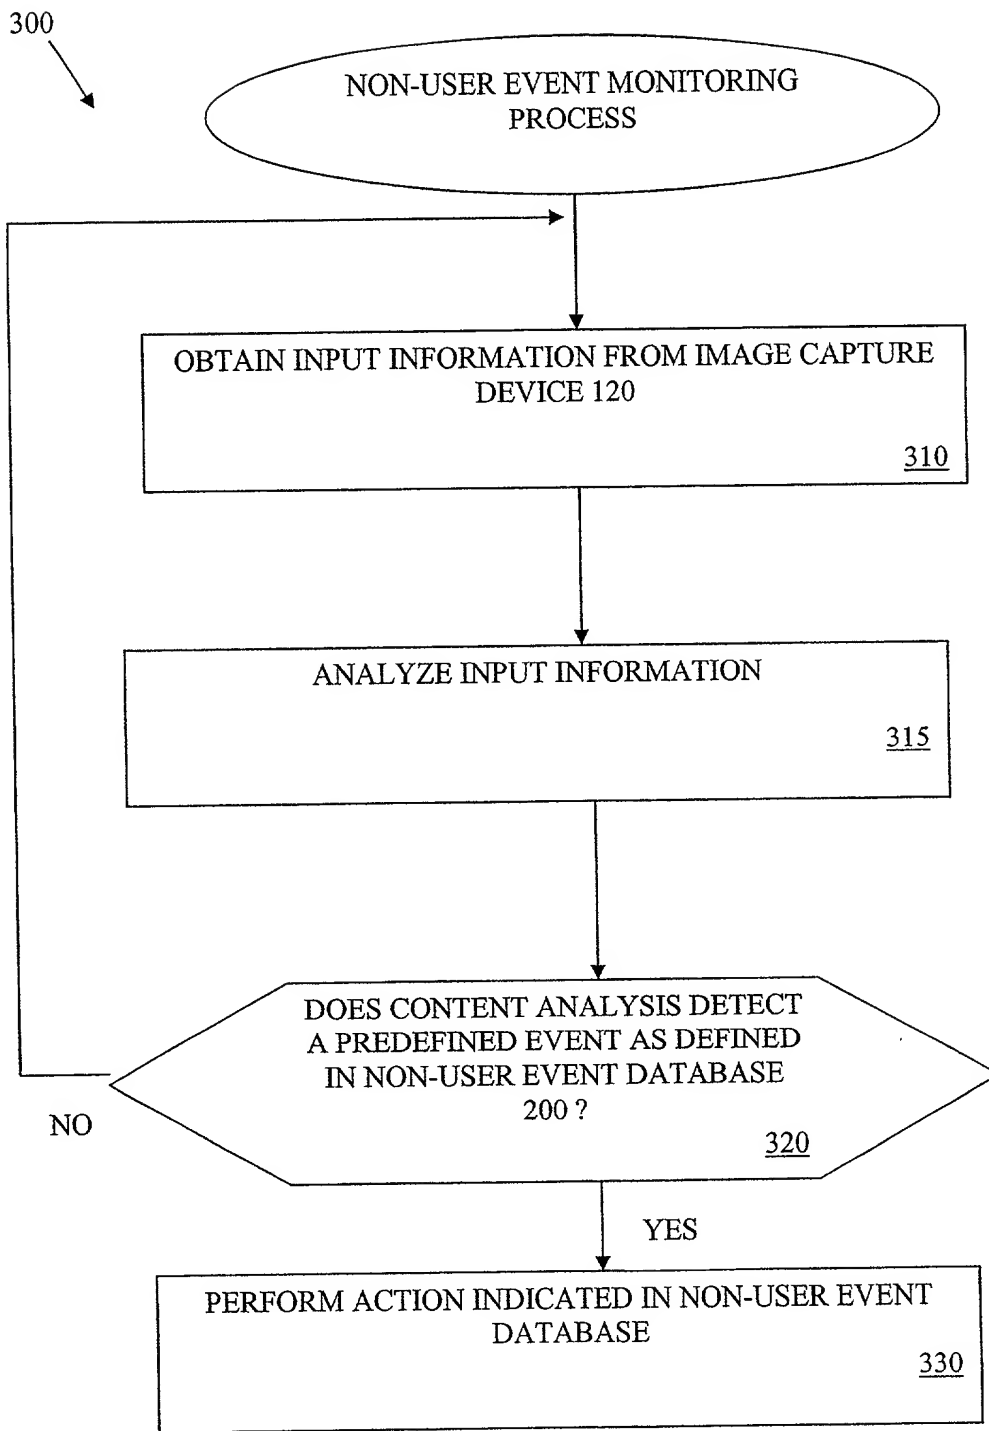 300
NON-USER EVENT MONITORING
PROCESS
OBTAIN INPUT INFORMATION FROM IMAGE CAPTURE
DEVICE 120
310
ANALYZE INPUT INFORMATION
315
DOES CONTENT ANALYSIS DETECT
A PREDEFINED EVENT AS DEFINED
IN NON-USER EVENT DATABASE
200 ?
320
NO
YES
PERFORM ACTION INDICATED IN NON-USER EVENT
DATABASE
330